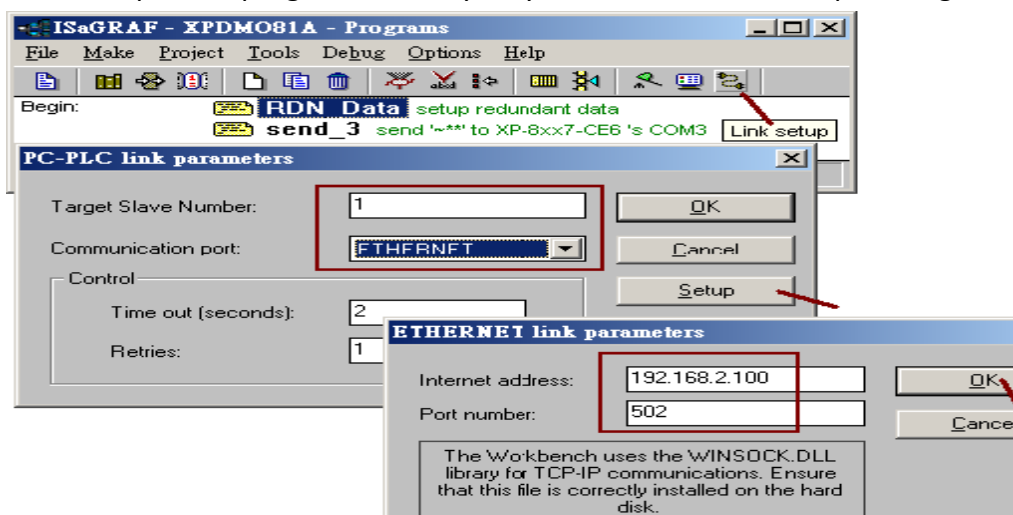 ISaGRAF - XPDMO81A - Programs
File Make Project Tools Debug Options Help
Begin: RDN_Data setup redundant data
send_3 send '~**' to XP-8xx7-CE6 's COM3
Link setup
PC-PLC link parameters
Target Slave Number: 1
OK
Communication port: ETHERNET
Cancel
Control
Setup
Time out (seconds): 2
Retries: 1
ETHERNET link parameters
Internet address: 192.168.2.100
OK
Port number: 502
Cance
The Workbench uses the WINSOCK.DLL
library for TCP-IP communications. Ensure
that this file is correctly installed on the hard
disk.